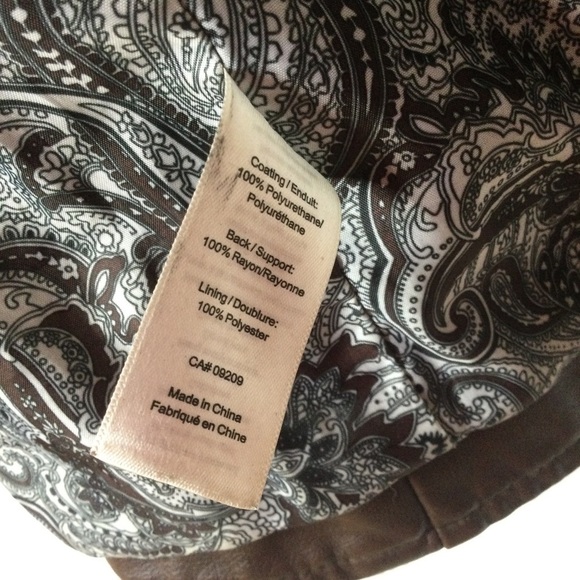 Coating / Enduit:
100% Polyurethane/
Polyuréthane
Back / Support:
100% Rayon/Rayonne
Lining / Doublure:
100% Polyester
CA# 09209
Made in China
Fabriqué en Chine